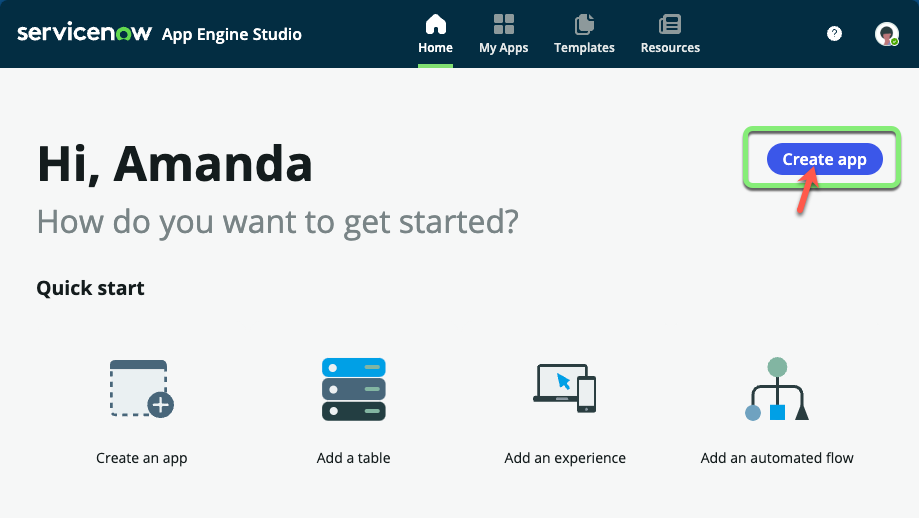 servicenow App Engine Studio
Home
My Apps
Templates
Resources
?
Hi, Amanda
Create app
How do you want to get started?
Quick start
Create an app
Add a table
Add an experience
Add an automated flow